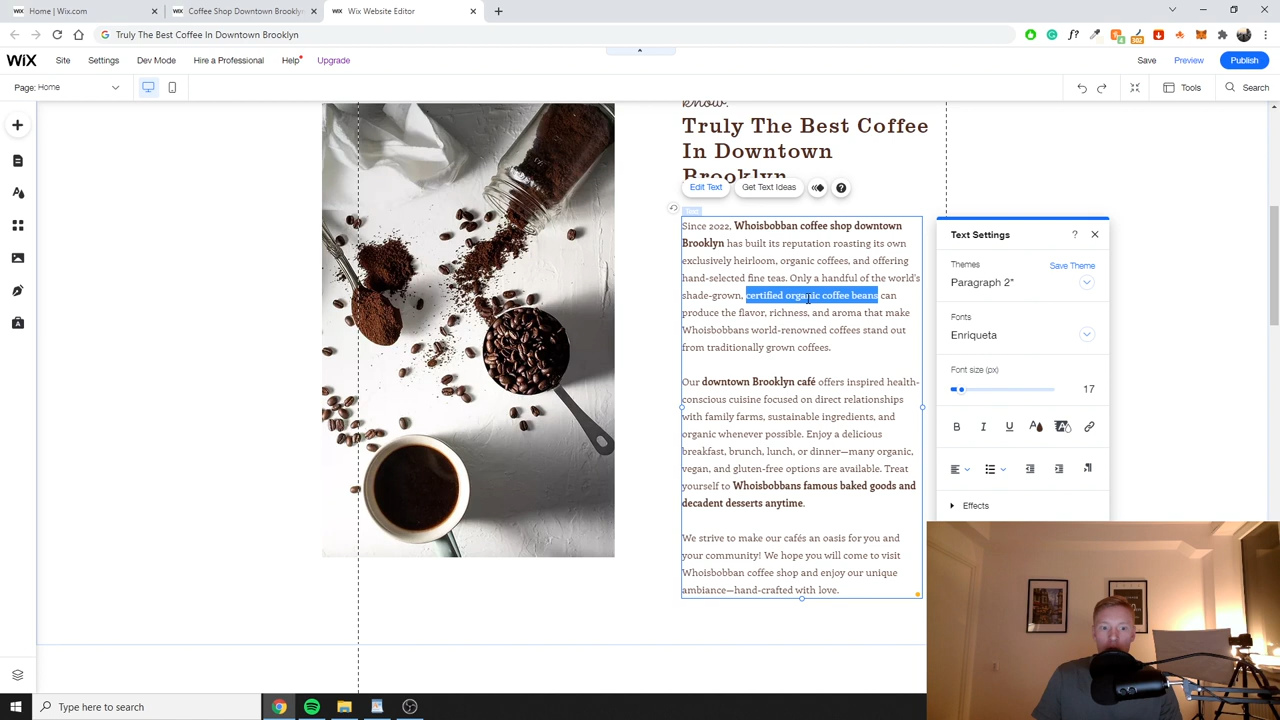 Home | Wix.com
Coffee Shop Downtown Brooklyn
Wix Website Editor
Truly The Best Coffee In Downtown Brooklyn
WiX
Site
Settings
Dev Mode
Hire a Professional
Help
Upgrade
Save
Preview
Publish
Page: Home
Tools
Search
know.
Truly The Best Coffee
In Downtown
Brooklyn
Edit Text
Get Text Ideas
Text
Since 2022, Whoisbobban coffee shop downtown
Brooklyn has built its reputation roasting its own
exclusively heirloom, organic coffees, and offering
hand-selected fine teas. Only a handful of the world's
shade-grown, certified organic coffee beans can
produce the flavor, richness, and aroma that make
Whoisbobbans world-renowned coffees stand out
from traditionally grown coffees.
Our downtown Brooklyn café offers inspired health-
conscious cuisine focused on direct relationships
with family farms, sustainable ingredients, and
organic whenever possible. Enjoy a delicious
breakfast, brunch, lunch, or dinner—many organic,
vegan, and gluten-free options are available. Treat
yourself to Whoisbobbans famous baked goods and
decadent desserts anytime.
We strive to make our cafés an oasis for you and
your community! We hope you will come to visit
Whoisbobban coffee shop and enjoy our unique
ambiance—hand-crafted with love.
Text Settings
?
Themes
Save Theme
Paragraph 2*
Fonts
Enriqueta
Font size (px)
17
B
I
U
Effects
Type here to search